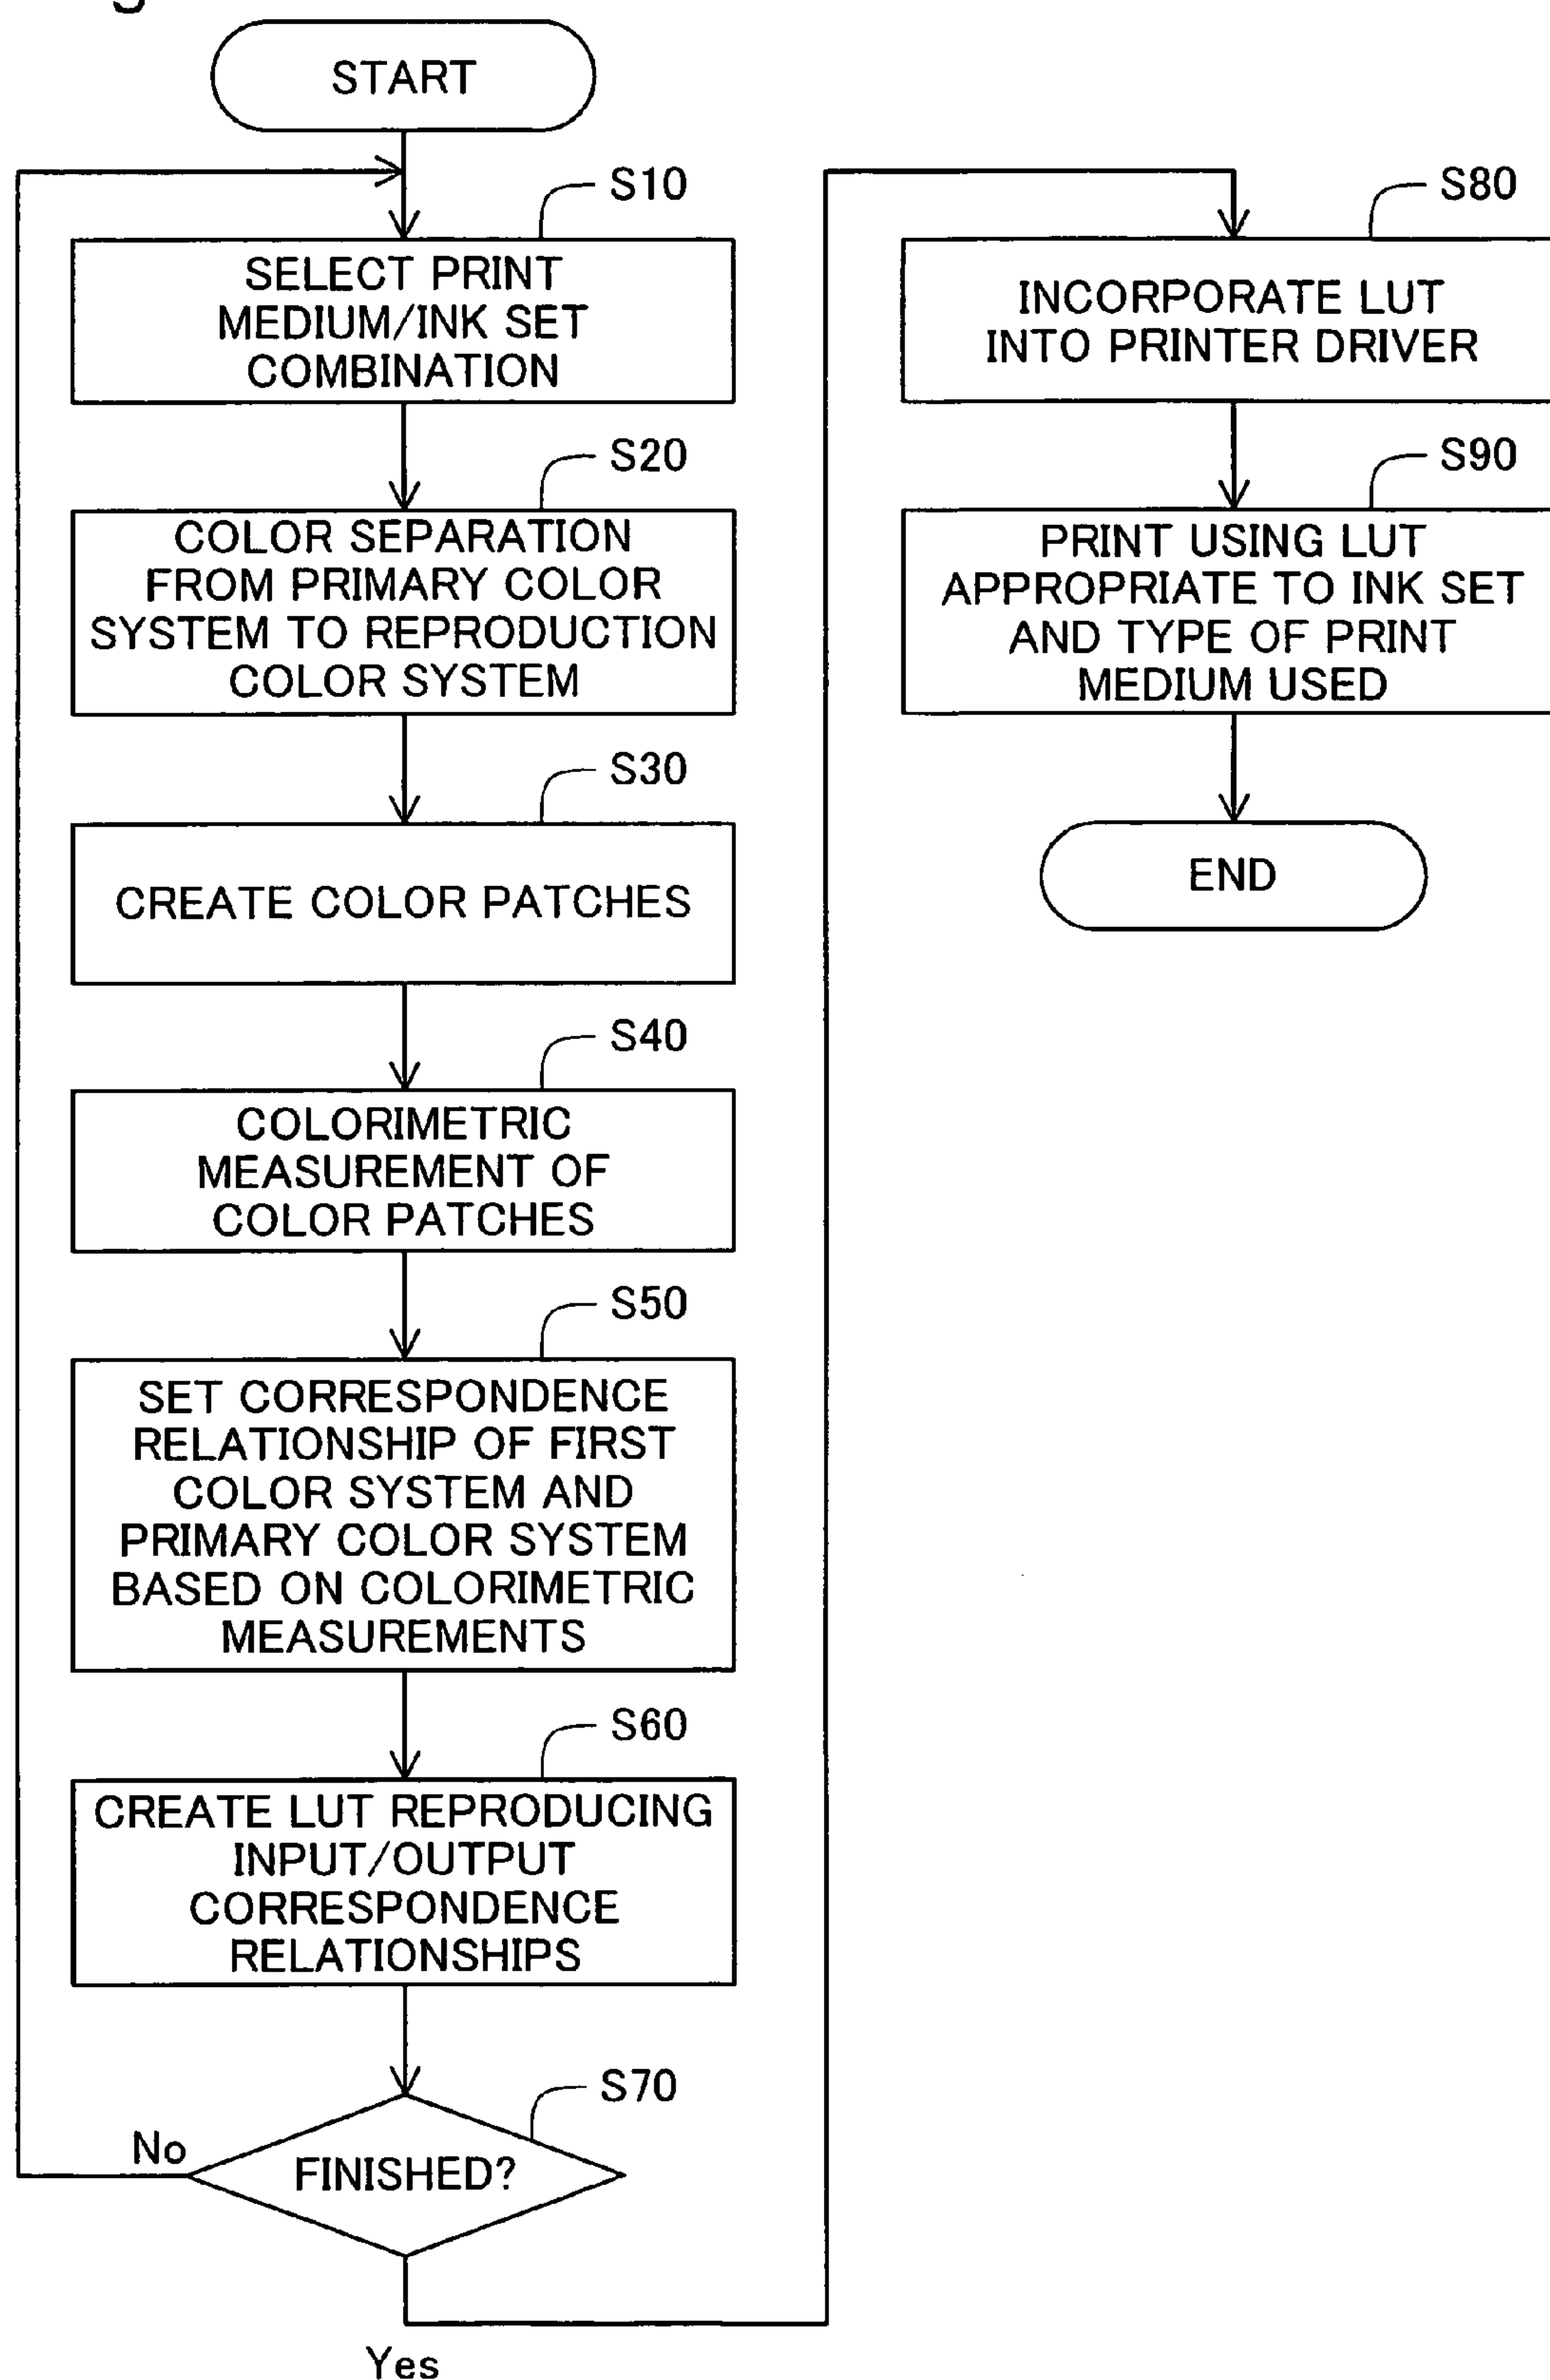 START
S10
SELECT PRINT
MEDIUM/INK SET
COMBINATION
S20
COLOR SEPARATION
FROM PRIMARY COLOR
SYSTEM TO REPRODUCTION
COLOR SYSTEM
S30
CREATE COLOR PATCHES
S40
COLORIMETRIC
MEASUREMENT OF
COLOR PATCHES
S50
SET CORRESPONDENCE
RELATIONSHIP OF FIRST
COLOR SYSTEM AND
PRIMARY COLOR SYSTEM
BASED ON COLORIMETRIC
MEASUREMENTS
S60
CREATE LUT REPRODUCING
INPUT/OUTPUT
CORRESPONDENCE
RELATIONSHIPS
S70
No
FINISHED?
Yes
S80
INCORPORATE LUT
INTO PRINTER DRIVER
S90
PRINT USING LUT
APPROPRIATE TO INK SET
AND TYPE OF PRINT
MEDIUM USED
END